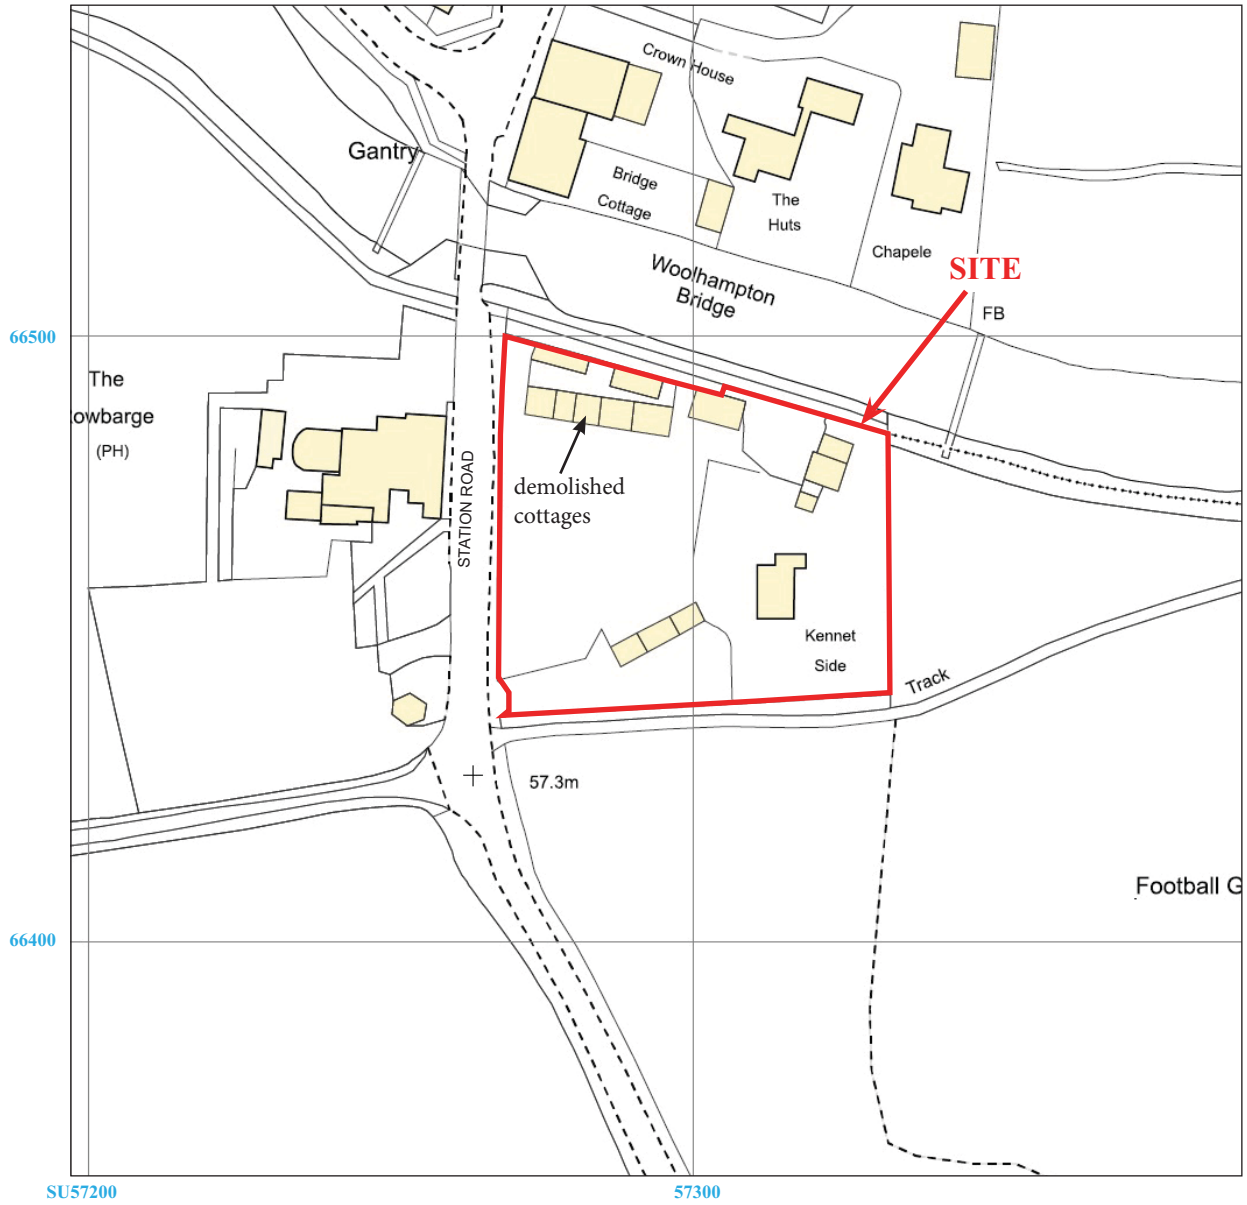 Crown House
Gantry
Bridge
Cottage
The
Huts
Chapele
SITE
Woolhampton
Bridge
FB
66500
The
Rowbarge
(PH)
STATION ROAD
demolished
cottages
Kennet
Side
Track
57.3m
Football G
66400
SU57200
57300